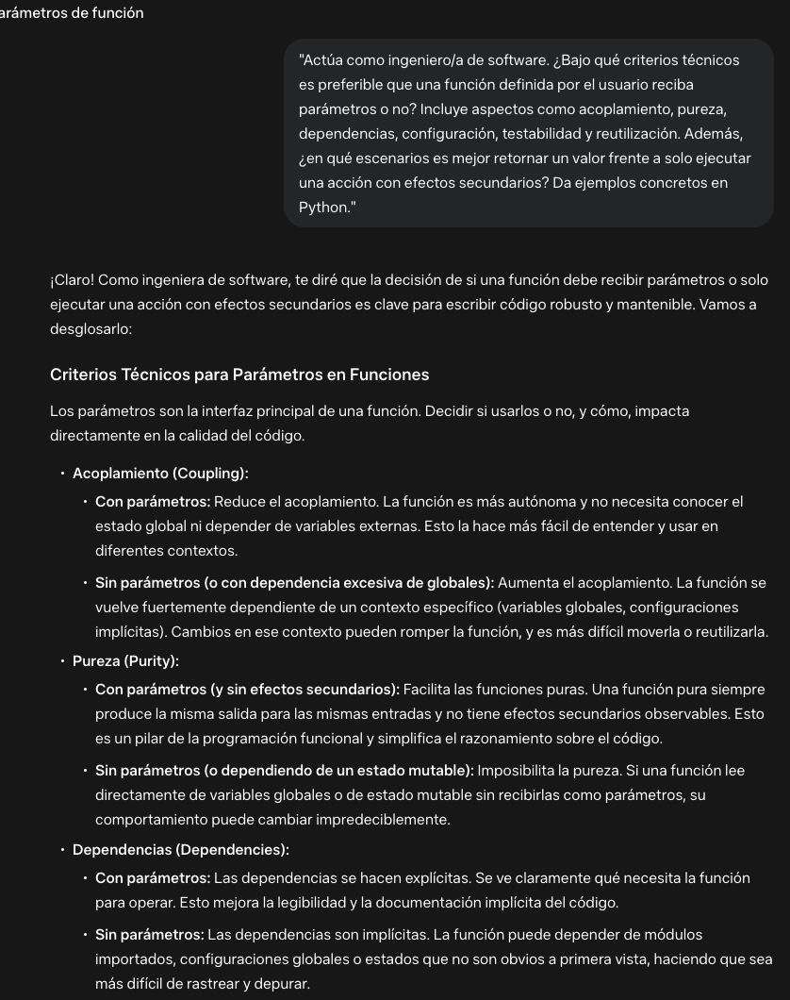 arámetros de función
"Actúa como ingeniero/a de software. ¿Bajo qué criterios técnicos
es preferible que una función definida por el usuario reciba
parámetros o no? Incluye aspectos como acoplamiento, pureza,
dependencias, configuración, testabilidad y reutilización. Además,
¿en qué escenarios es mejor retornar un valor frente a solo ejecutar
una acción con efectos secundarios? Da ejemplos concretos en
Python."
¡Claro! Como ingeniera de software, te diré que la decisión de si una función debe recibir parámetros o solo
ejecutar una acción con efectos secundarios es clave para escribir código robusto y mantenible. Vamos a
desglosarlo:
Criterios Técnicos para Parámetros en Funciones
Los parámetros son la interfaz principal de una función. Decidir si usarlos o no, y cómo, impacta
directamente en la calidad del código.
• Acoplamiento (Coupling):
• Con parámetros: Reduce el acoplamiento. La función es más autónoma y no necesita conocer el
estado global ni depender de variables externas. Esto la hace más fácil de entender y usar en
diferentes contextos.
• Sin parámetros (o con dependencia excesiva de globales): Aumenta el acoplamiento. La función se
vuelve fuertemente dependiente de un contexto específico (variables globales, configuraciones
implícitas). Cambios en ese contexto pueden romper la función, y es más difícil moverla o reutilizarla.
• Pureza (Purity):
• Con parámetros (y sin efectos secundarios): Facilita las funciones puras. Una función pura siempre
produce la misma salida para las mismas entradas y no tiene efectos secundarios observables. Esto
es un pilar de la programación funcional y simplifica el razonamiento sobre el código.
• Sin parámetros (o dependiendo de un estado mutable): Imposibilita la pureza. Si una función lee
directamente de variables globales o de estado mutable sin recibirlas como parámetros, su
comportamiento puede cambiar impredeciblemente.
• Dependencias (Dependencies):
• Con parámetros: Las dependencias se hacen explícitas. Se ve claramente qué necesita la función
para operar. Esto mejora la legibilidad y la documentación implícita del código.
• Sin parámetros: Las dependencias son implícitas. La función puede depender de módulos
importados, configuraciones globales o estados que no son obvios a primera vista, haciendo que sea
más difícil de rastrear y depurar.